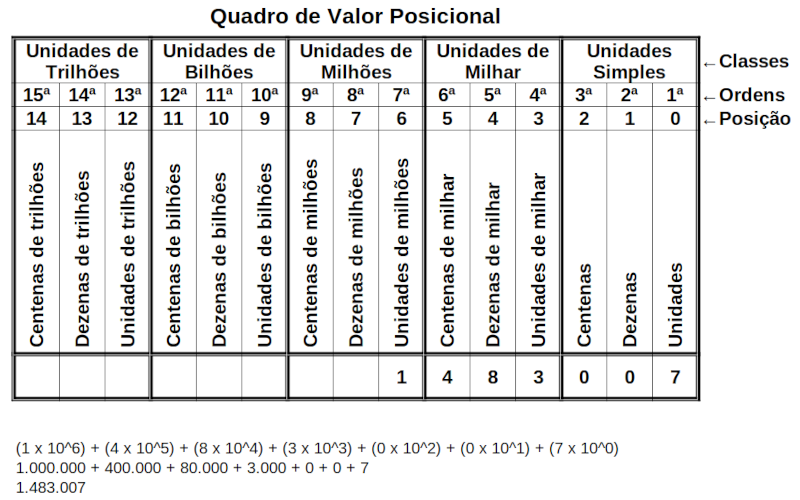 Quadro de Valor Posicional
Unidades de Trilhões Unidades de Bilhões Unidades de Milhões Unidades de Milhar Unidades Simples ←Classes
15ª 14ª 13ª 12ª 11ª 10ª 9ª 8ª 7ª 6ª 5ª 4ª 3ª 2ª 1ª ←Ordens
14 13 12 11 10 9 8 7 6 5 4 3 2 1 0 ←Posição
Centenas de trilhões
Dezenas de trilhões
Unidades de trilhões
Centenas de bilhões
Dezenas de bilhões
Unidades de bilhões
Centenas de milhões
Dezenas de milhões
Unidades de milhões
Centenas de milhar
Dezenas de milhar
Unidades de milhar
Centenas
Dezenas
Unidades
1 4 8 3 0 0 7
(1 x 10^6) + (4 x 10^5) + (8 x 10^4) + (3 x 10^3) + (0 x 10^2) + (0 x 10^1) + (7 x 10^0)
1.000.000 + 400.000 + 80.000 + 3.000 + 0 + 0 + 7
1.483.007